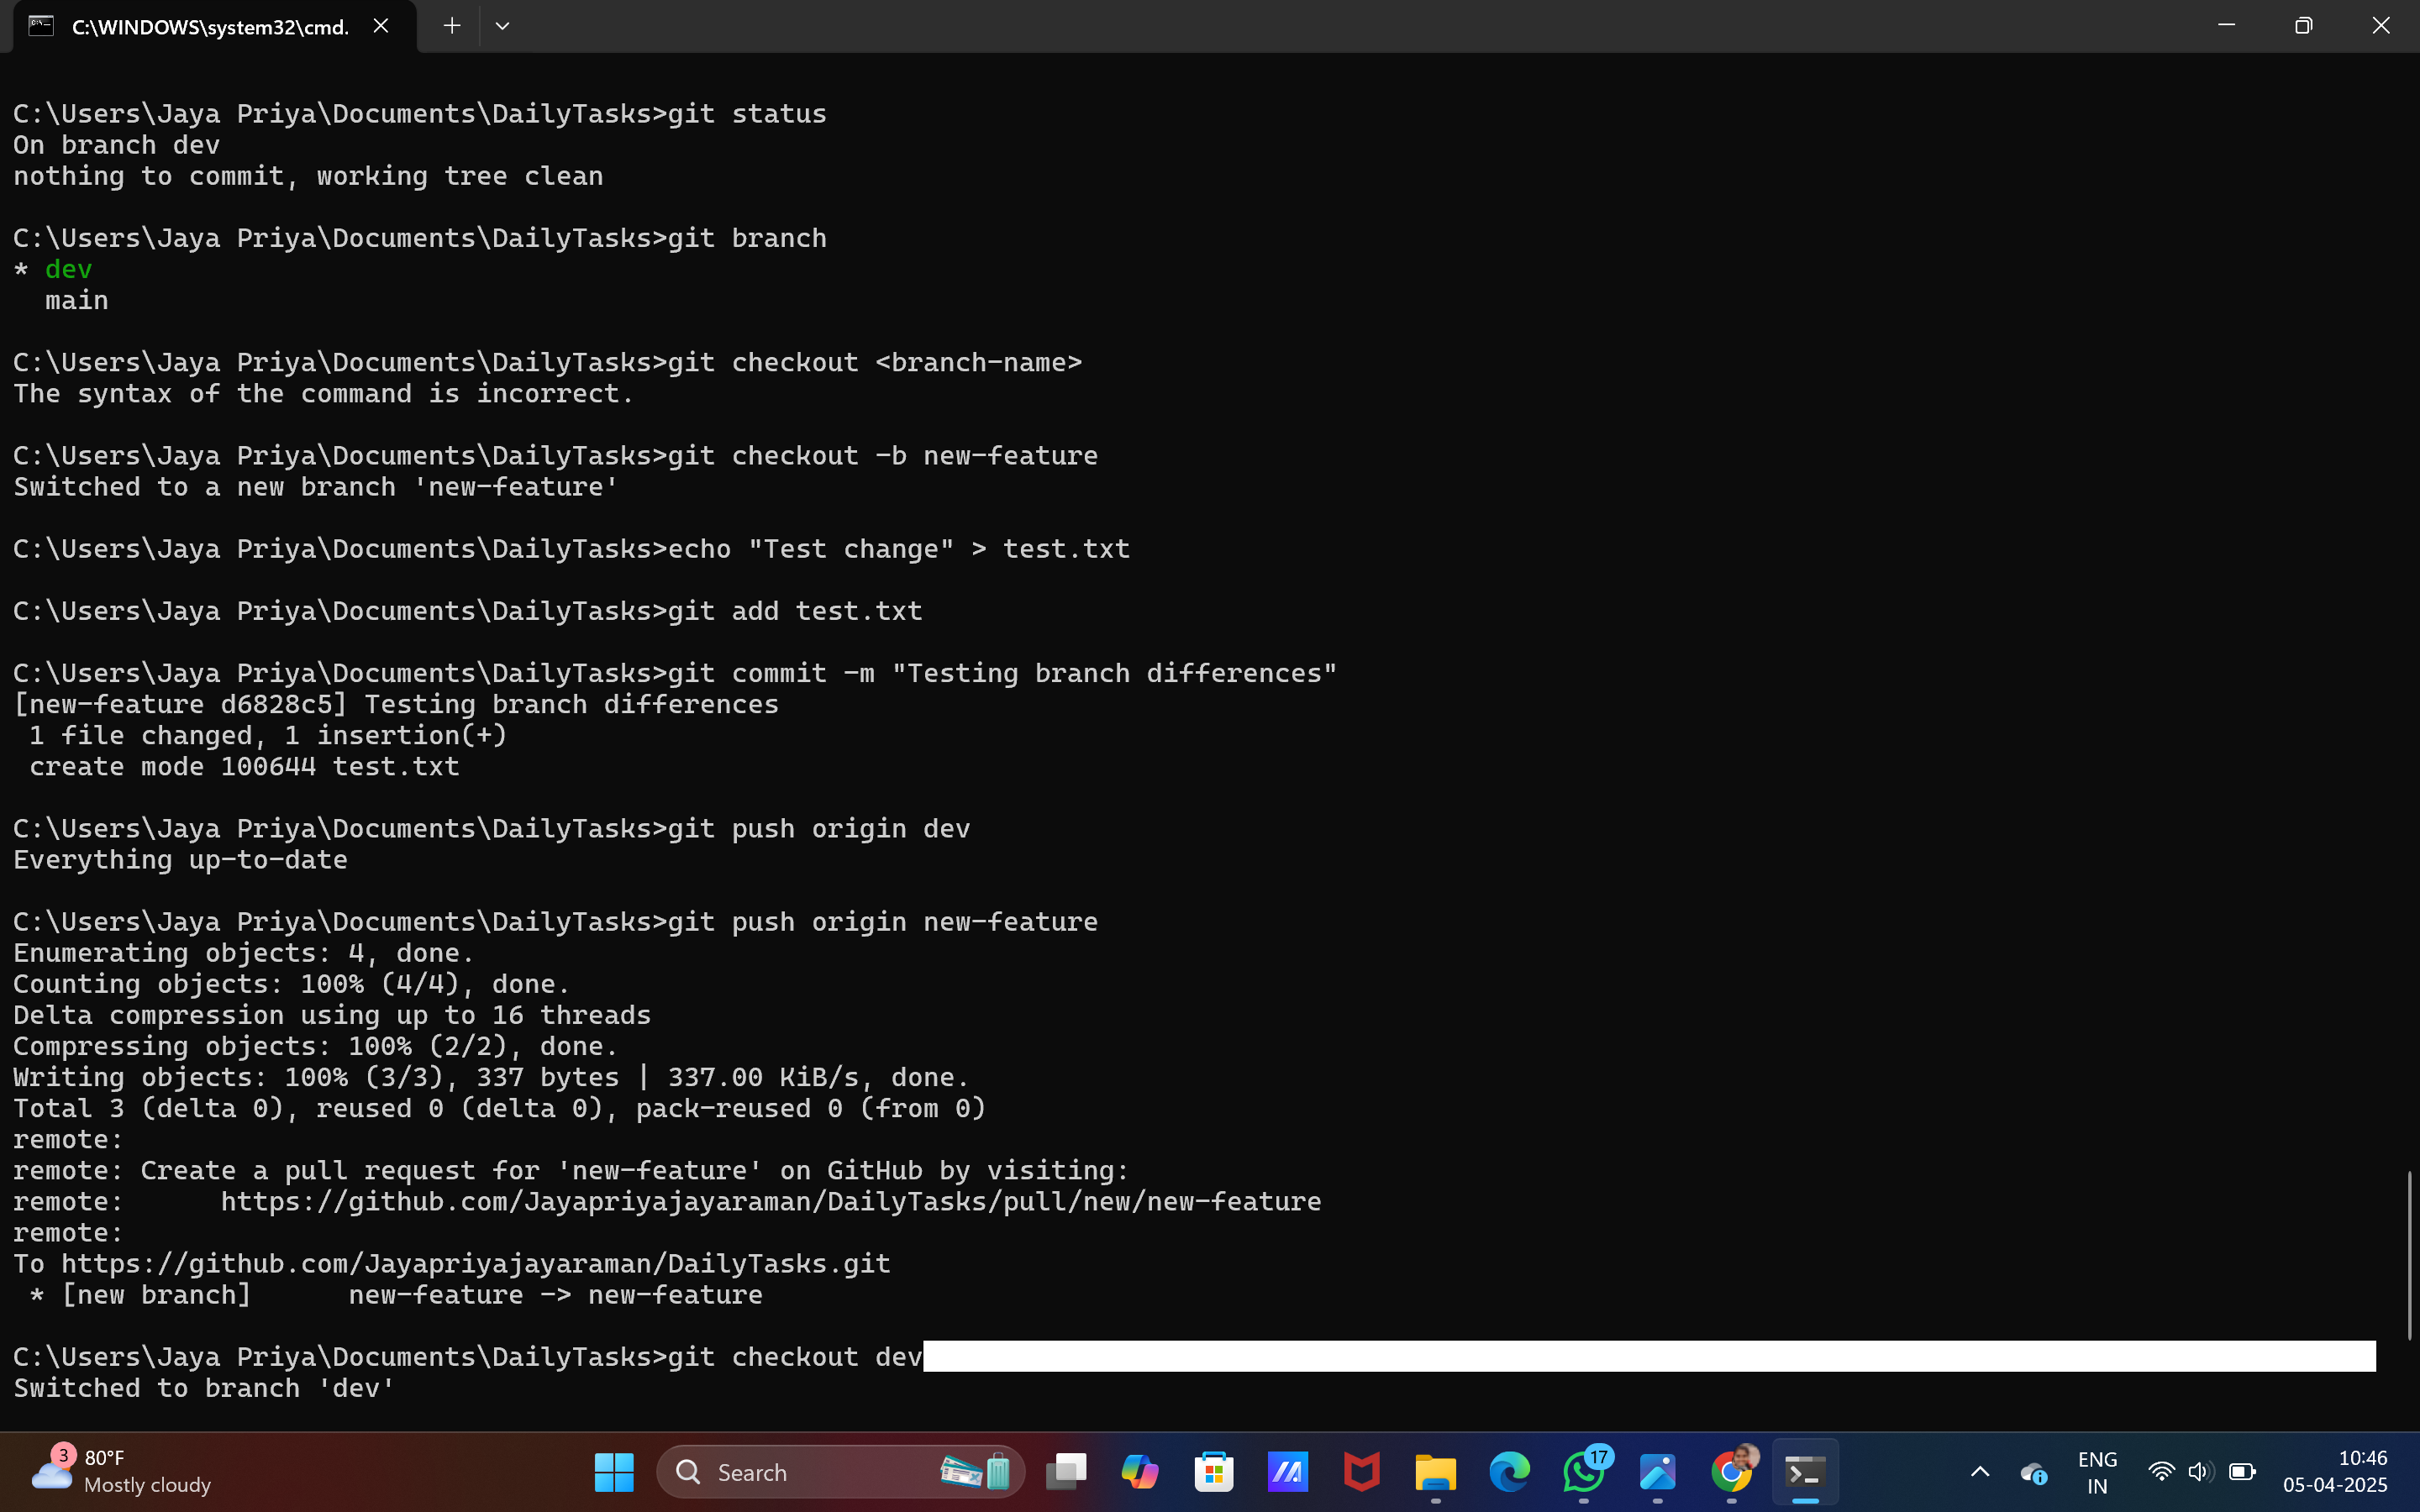 C:\WINDOWS\system32\cmd.
C:\Users\Jaya Priya\Documents\DailyTasks>git status
On branch dev
nothing to commit, working tree clean
C:\Users\Jaya Priya\Documents\DailyTasks>git branch
* dev
main
C:\Users\Jaya Priya\Documents\DailyTasks>git checkout <branch-name>
The syntax of the command is incorrect.
C:\Users\Jaya Priya\Documents\DailyTasks>git checkout -b new-feature
Switched to a new branch 'new-feature'
C:\Users\Jaya Priya\Documents\DailyTasks>echo "Test change" > test.txt
C:\Users\Jaya Priya\Documents\DailyTasks>git add test.txt
C:\Users\Jaya Priya\Documents\DailyTasks>git commit -m "Testing branch differences"
[new-feature d6828c5] Testing branch differences
1 file changed, 1 insertion(+)
create mode 100644 test.txt
C:\Users\Jaya Priya\Documents\DailyTasks>git push origin dev
Everything up-to-date
C:\Users\Jaya Priya\Documents\DailyTasks>git push origin new-feature
Enumerating objects: 4, done.
Counting objects: 100% (4/4), done.
Delta compression using up to 16 threads
Compressing objects: 100% (2/2), done.
Writing objects: 100% (3/3), 337 bytes | 337.00 KiB/s, done.
Total 3 (delta 0), reused 0 (delta 0), pack-reused 0 (from 0)
remote:
remote: Create a pull request for 'new-feature' on GitHub by visiting:
remote:      https://github.com/Jayapriyajayaraman/DailyTasks/pull/new/new-feature
remote:
To https://github.com/Jayapriyajayaraman/DailyTasks.git
* [new branch]      new-feature -> new-feature
C:\Users\Jaya Priya\Documents\DailyTasks>git checkout dev
Switched to branch 'dev'
3
80°F
Mostly cloudy
Search
17
ENG
IN
10:46
05-04-2025